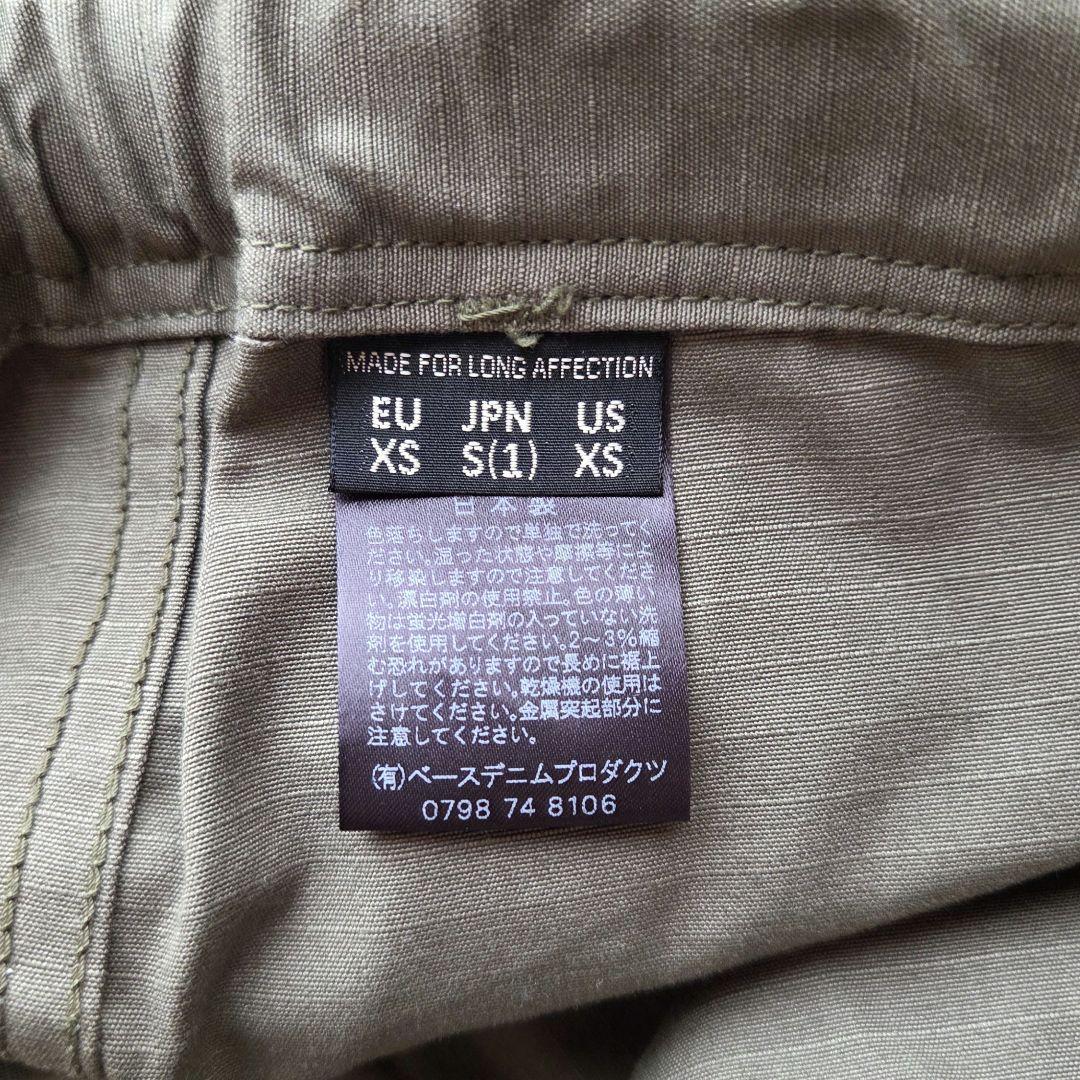 MADE FOR LONG AFFECTION
EU JPN US
XS S(1) XS
日本製
色落ちしますので単独で洗ってく
ださい。湿った状態や摩擦等によ
り移染しますので注意してくださ
い。漂白剤の使用禁止。色の薄い
物は蛍光増白剤の入っていない洗
剤を使用してください。2〜3%縮
む恐れがありますので長めに裾上
げしてください。乾燥機の使用は
さけてください。金属突起部分に
注意してください。
(有)ベースデニムプロダクツ
0798 74 8106